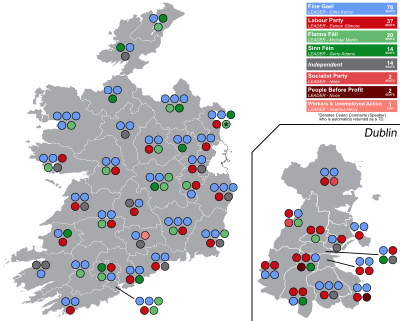 Fine Gael 76
LEADER - Enda Kenny SEATS
Labour Party 37
LEADER - Eamon Gilmore SEATS
Fianna Fáil 20
LEADER - Micheál Martin SEATS
Sinn Féin 14
LEADER - Gerry Adams SEATS
Independent 14
SEATS
Socialist Party 2
LEADER - None SEATS
People Before Profit 2
LEADER - None SEATS
Workers & Unemployed Action 1
LEADER - Séamus Healy SEATS
*Denotes Ceann Comhairle (Speaker)
who is automatically returned as a TD
Dublin